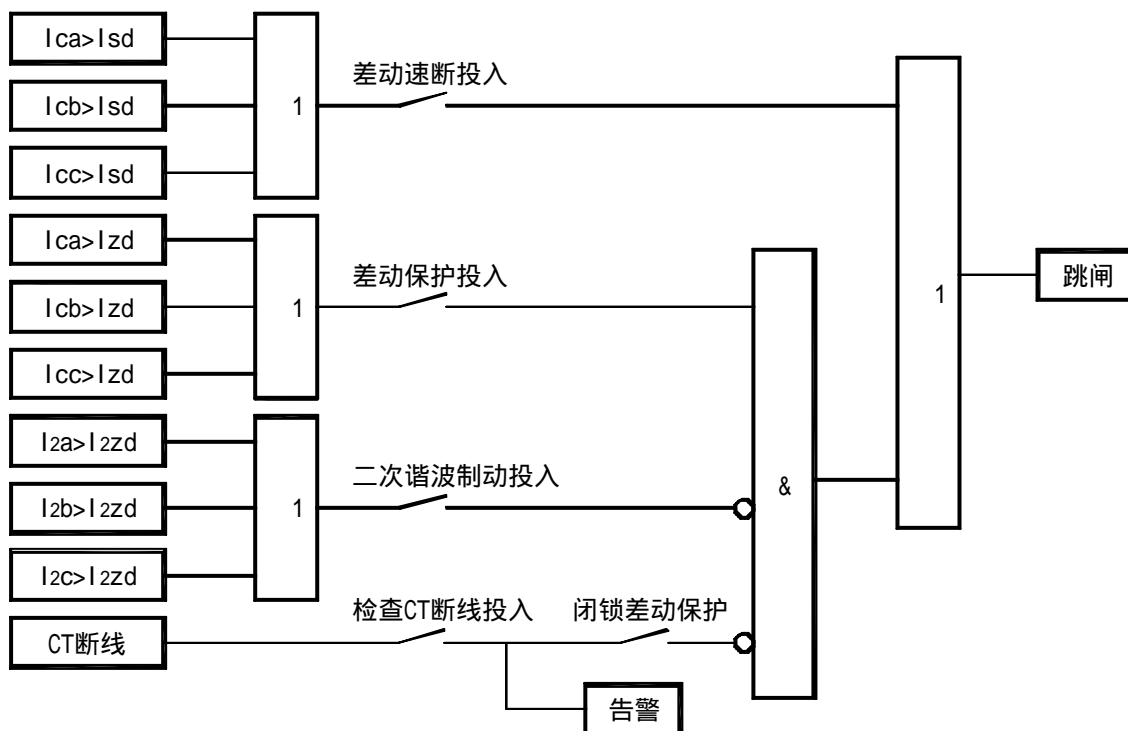 Ica>Isd
差动速断投入
Icb>Isd
1
Icc>Isd
Ica>Izd
差动保护投入
Icb>Izd
1
跳闸
1
Icc>Izd
I2a>I2zd
二次谐波制动投入
&
I2b>I2zd
1
I2c>I2zd
检查CT断线投入
闭锁差动保护
CT断线
告警